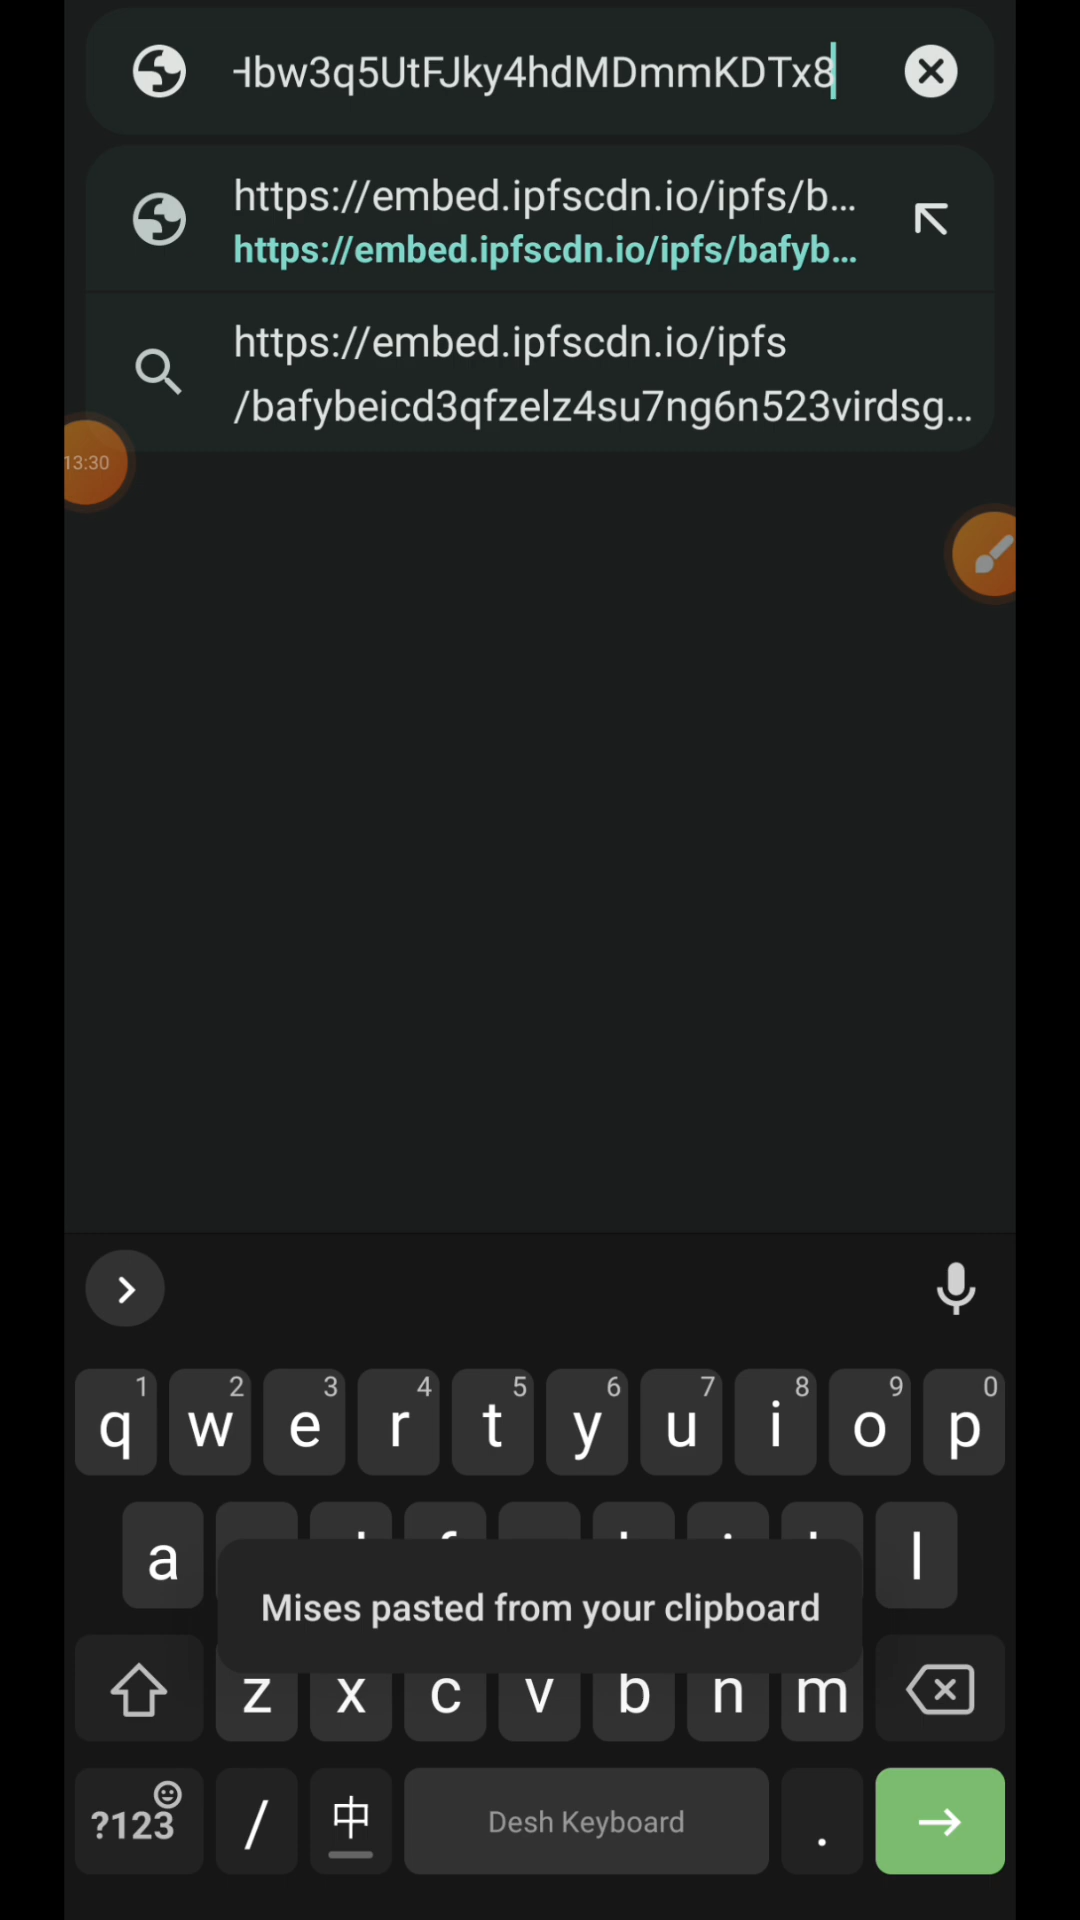 Hbw3q5UtFJky4hdMDmmKDTx8
https://embed.ipfscdn.io/ipfs/b...
https://embed.ipfscdn.io/ipfs/bafyb...
https://embed.ipfscdn.io/ipfs
/bafybeicd3qfzelz4su7ng6n523virdsg...
13:30
1 2 3 4 5 6 7 8 9 0
q w e r t y u i o p
a l
Mises pasted from your clipboard
z x c v b n m
?123 / 中 Desh Keyboard .